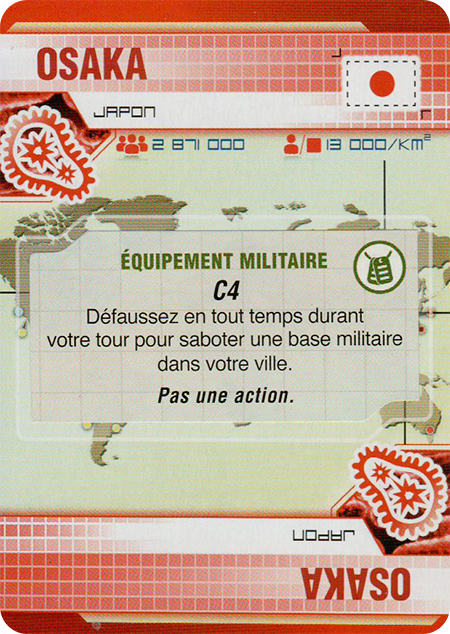 OSAKA
JAPON
2 871 000
13 000/KM²
ÉQUIPEMENT MILITAIRE
C4
Défaussez en tout temps durant
votre tour pour saboter une base militaire
dans votre ville.
Pas une action.
JAPON
OSAKA